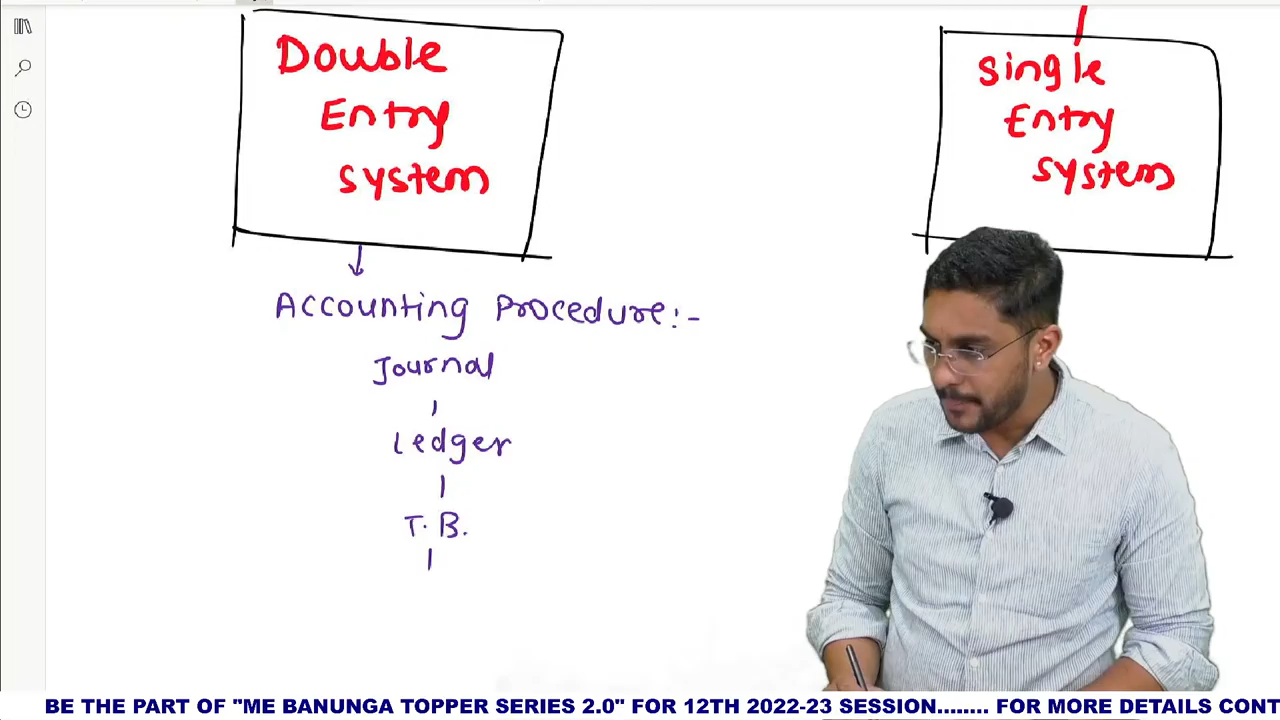 Double
Entry
system
Single
Entry
system
Accounting Procedure:-
Journal
Ledger
T.B.
BE THE PART OF "ME BANUNGA TOPPER SERIES 2.0" FOR 12TH 2022-23 SESSION........ FOR MORE DETAILS CONT